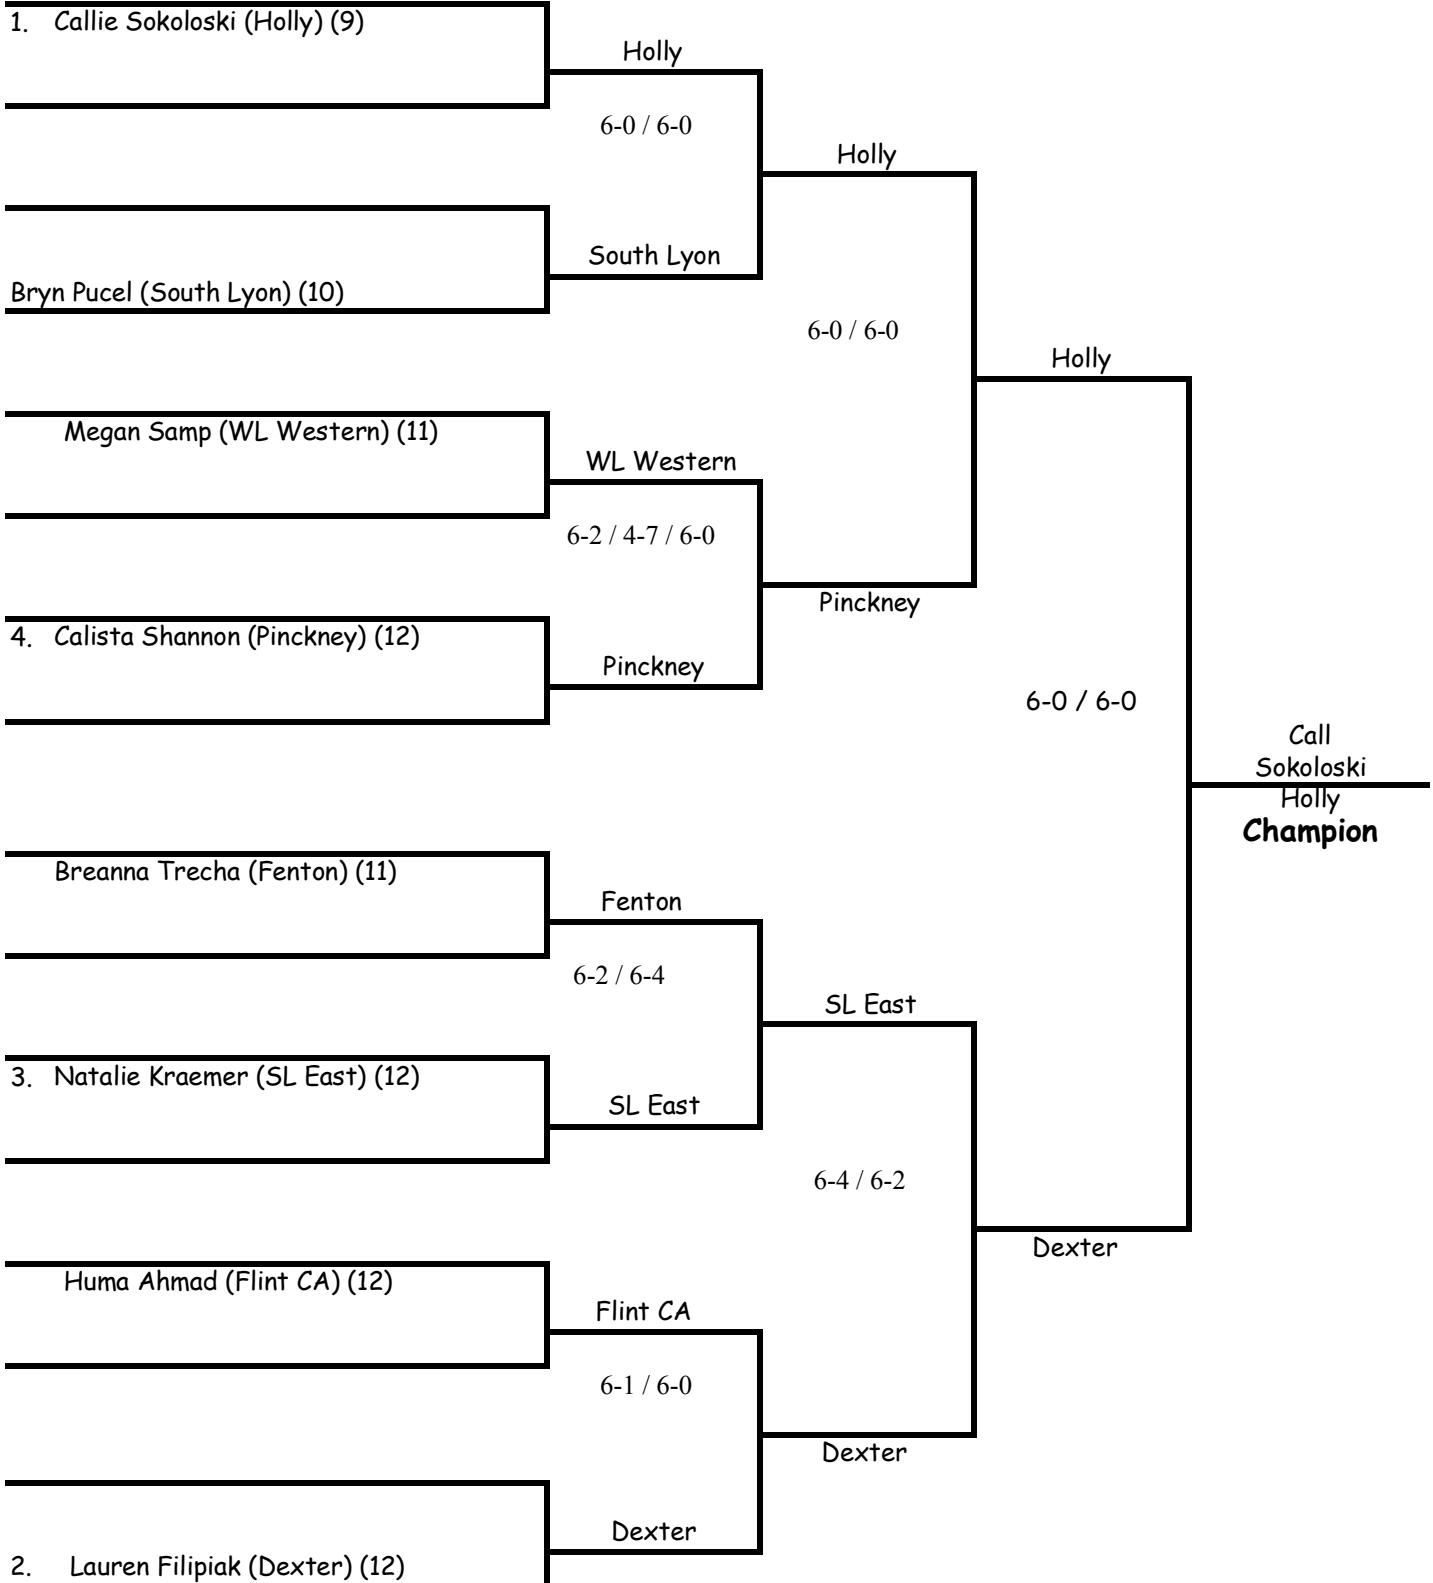 1. Callie Sokoloski (Holly) (9)
Holly
6-0 / 6-0
Holly
South Lyon
Bryn Pucel (South Lyon) (10)
6-0 / 6-0
Holly
Megan Samp (WL Western) (11)
WL Western
6-2 / 4-7 / 6-0
Pinckney
4. Calista Shannon (Pinckney) (12)
Pinckney
6-0 / 6-0
Call
Sokoloski
Holly
Champion
Breanna Trecha (Fenton) (11)
Fenton
6-2 / 6-4
SL East
3. Natalie Kraemer (SL East) (12)
SL East
6-4 / 6-2
Dexter
Huma Ahmad (Flint CA) (12)
Flint CA
6-1 / 6-0
Dexter
Dexter
2. Lauren Filipiak (Dexter) (12)